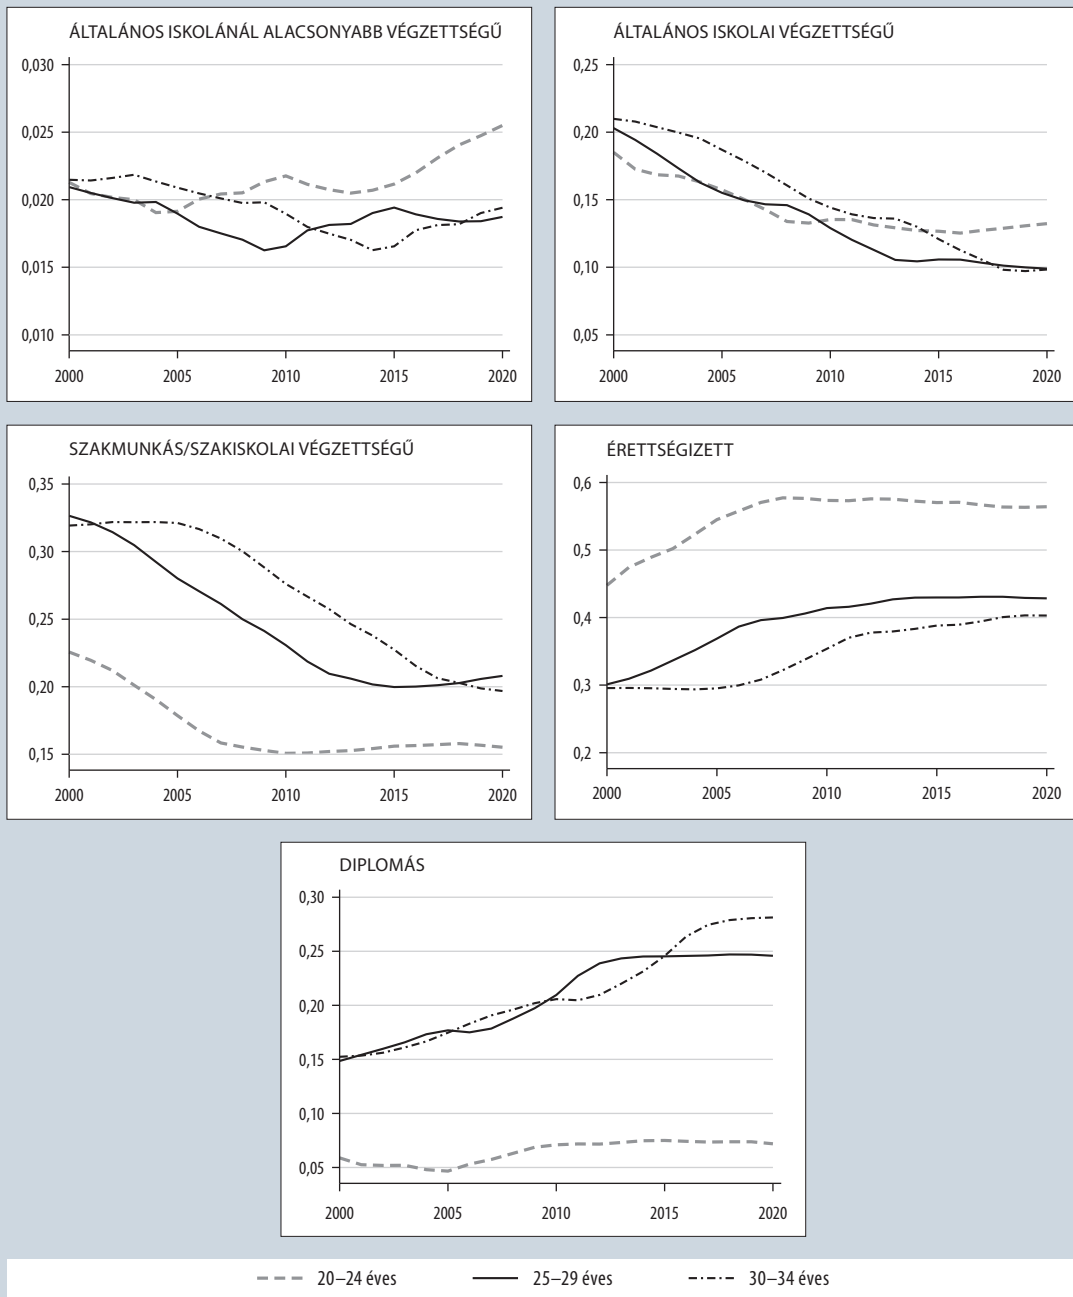 ÁLTALÁNOS ISKOLÁNÁL ALACSONYABB VÉGZETTSÉGŰ
0,030
0,025
0,020
0,015
0,010
2000 2005 2010 2015 2020
ÁLTALÁNOS ISKOLAI VÉGZETTSÉGŰ
0,25
0,20
0,15
0,10
0,05
2000 2005 2010 2015 2020
SZAKMUNKÁS/SZAKISKOLAI VÉGZETTSÉGŰ
0,35
0,30
0,25
0,20
0,15
2000 2005 2010 2015 2020
ÉRETTSÉGIZETT
0,6
0,5
0,4
0,3
0,2
2000 2005 2010 2015 2020
DIPLOMÁS
0,30
0,25
0,20
0,15
0,10
0,05
2000 2005 2010 2015 2020
20–24 éves 25–29 éves 30–34 éves